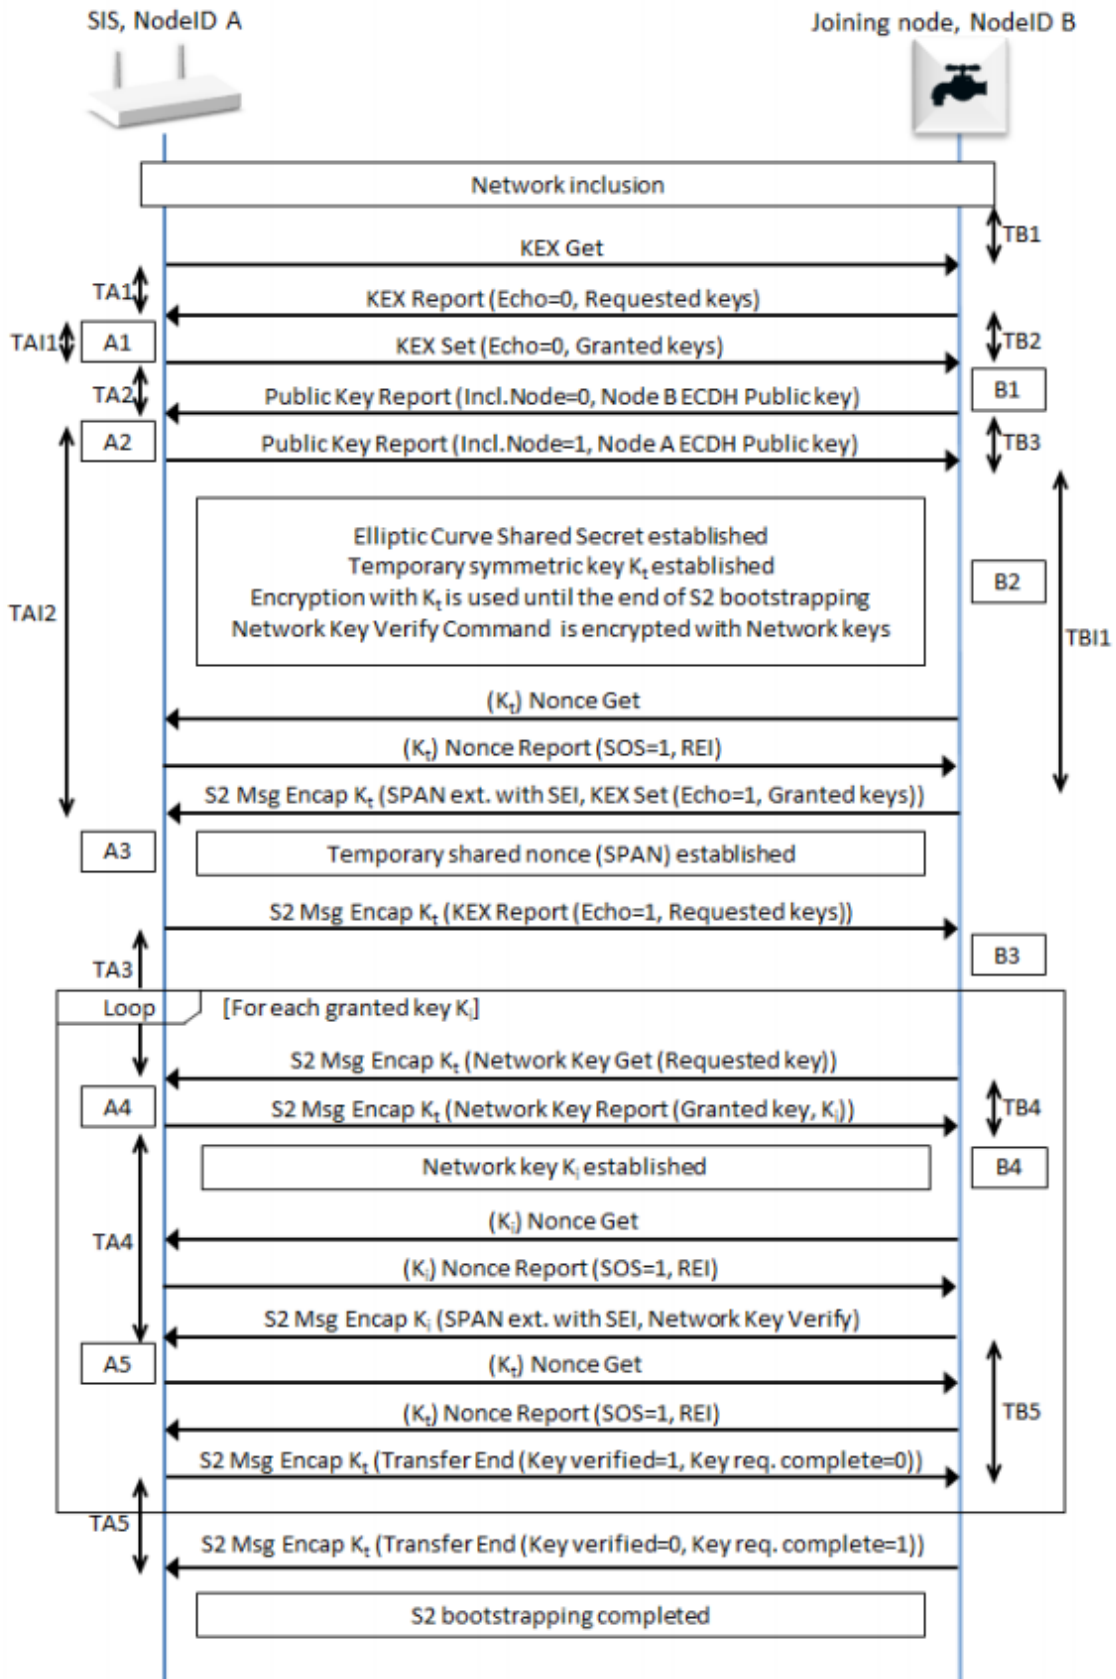 SIS, NodeID A
Joining node, NodeID B
Network inclusion
TB1
KEX Get
TA1
KEX Report (Echo=0, Requested keys)
TAI1
A1
TB2
KEX Set (Echo=0, Granted keys)
TA2
B1
Public Key Report (Incl.Node=0, Node B ECDH Public key)
A2
TB3
Public Key Report (Incl.Node=1, Node A ECDH Public key)
Elliptic Curve Shared Secret established
Temporary symmetric key Kt established
Encryption with Kt is used until the end of S2 bootstrapping
Network Key Verify Command is encrypted with Network keys
B2
TAI2
TBI1
(Kt) Nonce Get
(Kt) Nonce Report (SOS=1, REI)
S2 Msg Encap Kt (SPAN ext. with SEI, KEX Set (Echo=1, Granted keys))
A3
Temporary shared nonce (SPAN) established
S2 Msg Encap Kt (KEX Report (Echo=1, Requested keys))
B3
TA3
Loop
[For each granted key Ki]
S2 Msg Encap Kt (Network Key Get (Requested key))
A4
S2 Msg Encap Kt (Network Key Report (Granted key, Ki))
TB4
Network key Ki established
B4
(Ki) Nonce Get
TA4
(Ki) Nonce Report (SOS=1, REI)
S2 Msg Encap Ki (SPAN ext. with SEI, Network Key Verify)
A5
(Kt) Nonce Get
(Kt) Nonce Report (SOS=1, REI)
TB5
S2 Msg Encap Kt (Transfer End (Key verified=1, Key req. complete=0))
TA5
S2 Msg Encap Kt (Transfer End (Key verified=0, Key req. complete=1))
S2 bootstrapping completed